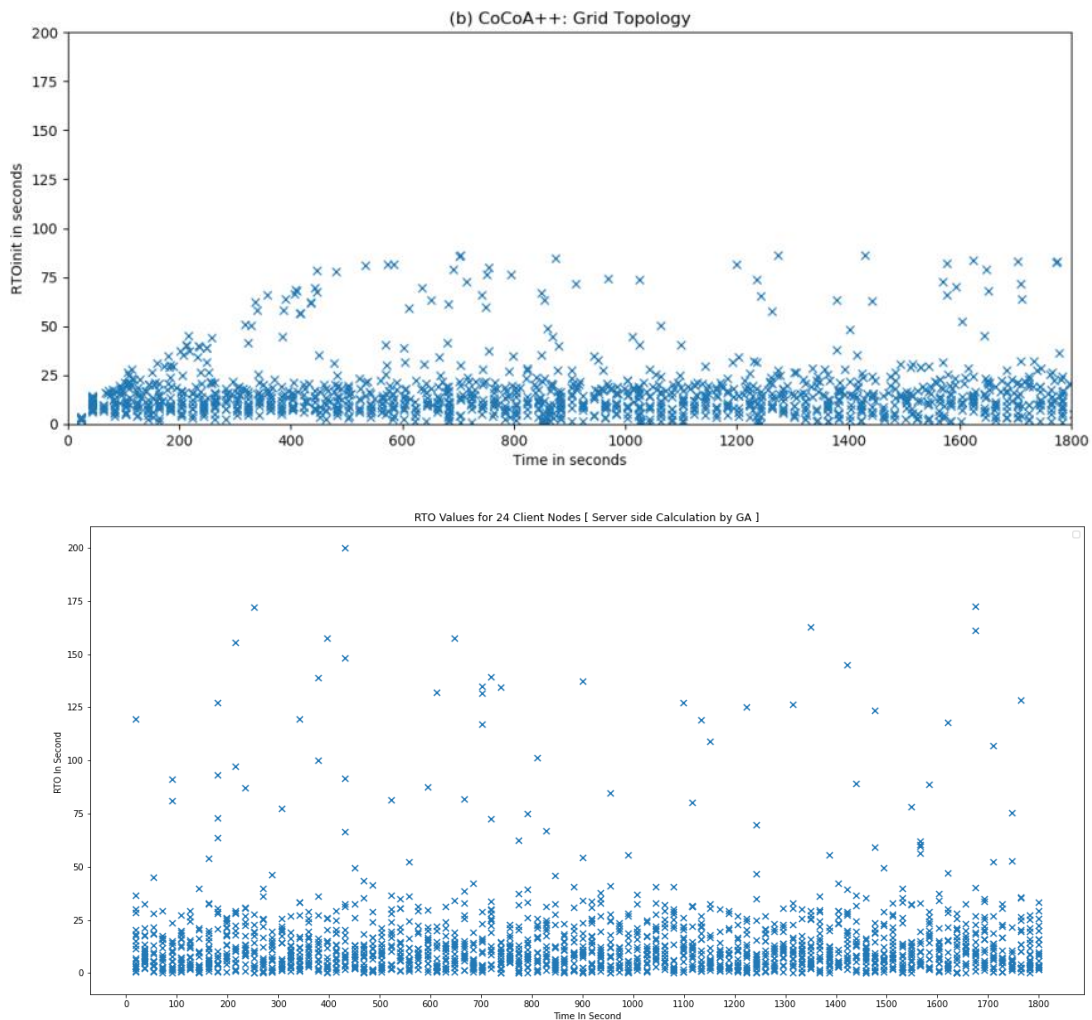 (b) CoCoA++: Grid Topology
200
175
150
125
100
75
50
25
0
RTOinit in seconds
0 200 400 600 800 1000 1200 1400 1600 1800
Time in seconds
RTO Values for 24 Client Nodes [ Server side Calculation by GA ]
200
175
150
125
100
75
50
25
0
RTO In Second
0 100 200 300 400 500 600 700 800 900 1000 1100 1200 1300 1400 1500 1600 1700 1800
Time In Second